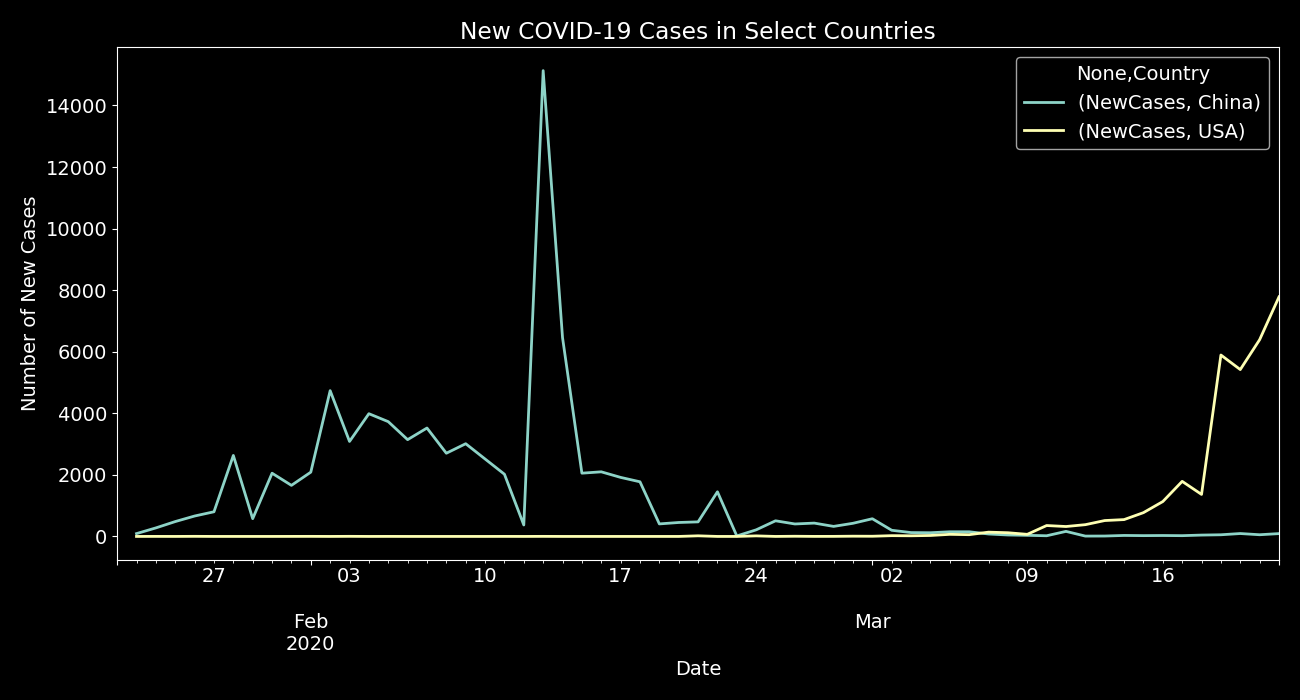 New COVID-19 Cases in Select Countries
None,Country
(NewCases, China)
(NewCases, USA)
Number of New Cases
14000
12000
10000
8000
6000
4000
2000
0
27 03 10 17 24 02 09 16
Feb Mar
2020
Date